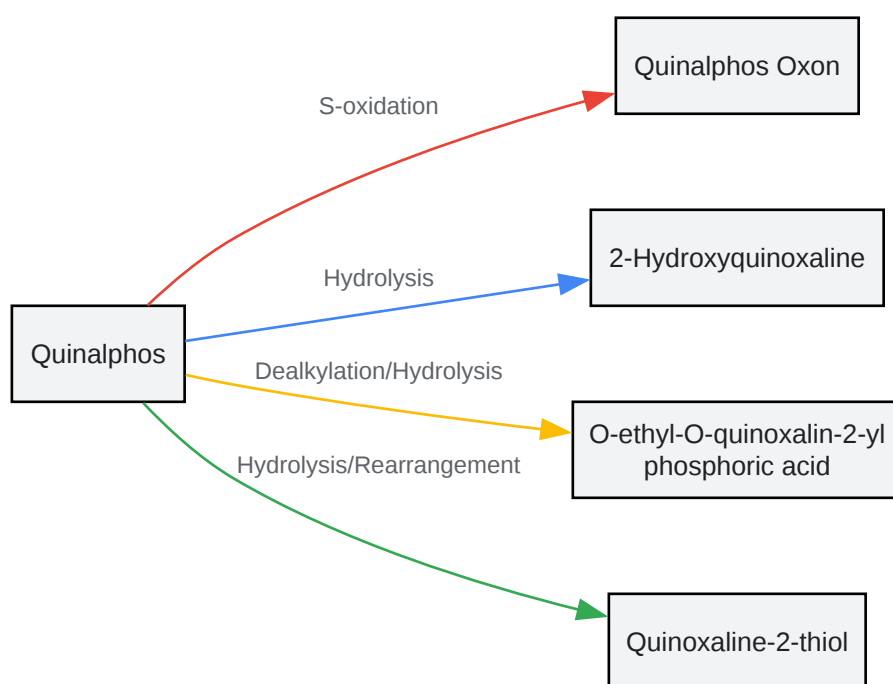 Quinalphos Oxon
S-oxidation
2-Hydroxyquinoxaline
Hydrolysis
Quinalphos
Dealkylation/Hydrolysis
O-ethyl-O-quinoxalin-2-yl
phosphoric acid
Hydrolysis/Rearrangement
Quinoxaline-2-thiol